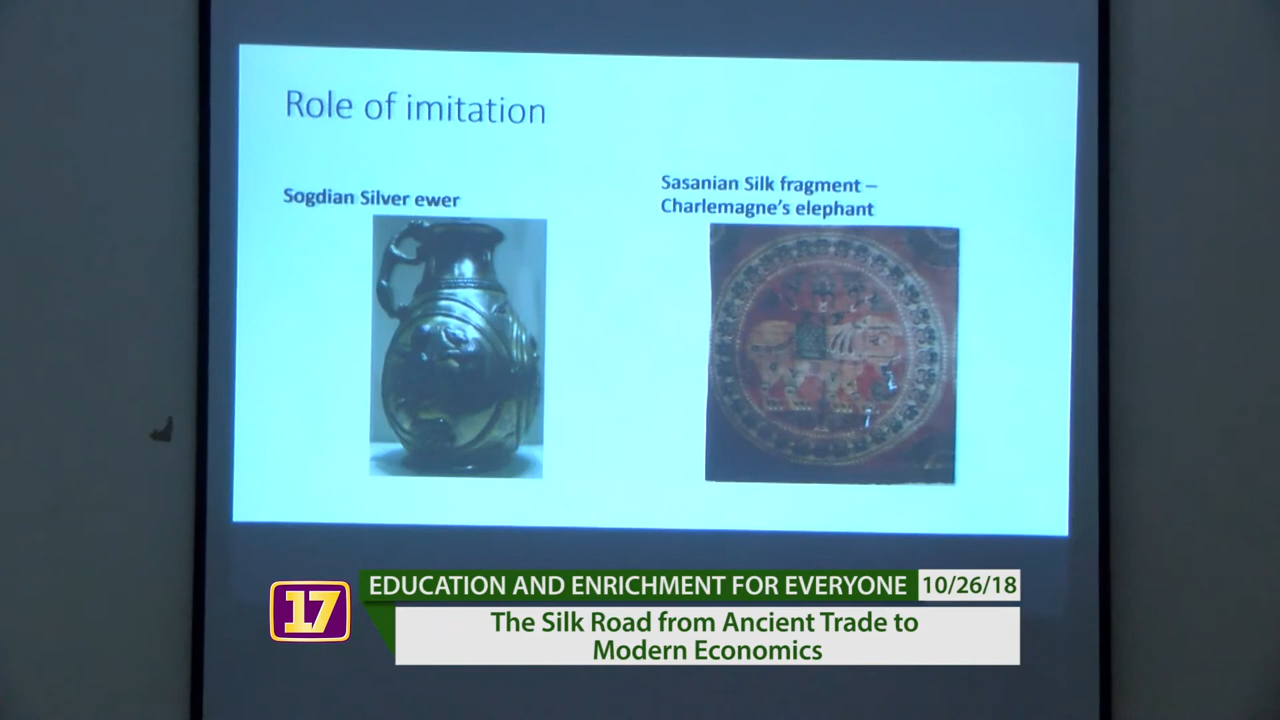 Role of imitation
Sogdian Silver ewer
Sasanian Silk fragment –
Charlemagne's elephant
17
EDUCATION AND ENRICHMENT FOR EVERYONE
10/26/18
The Silk Road from Ancient Trade to
Modern Economics